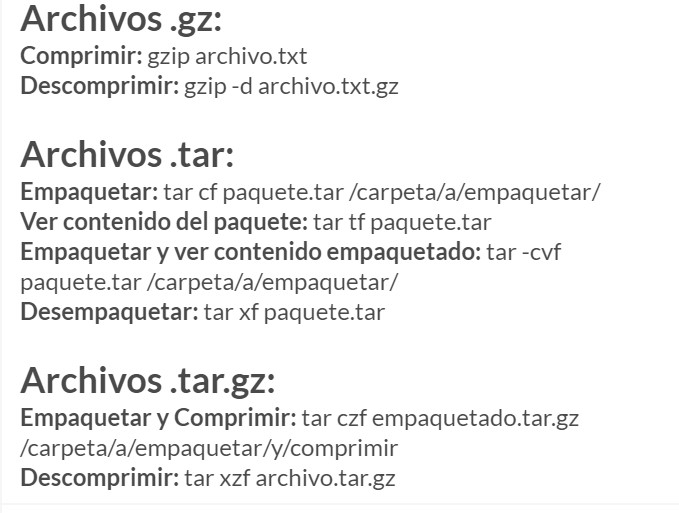 Archivos .gz:
Comprimir: gzip archivo.txt
Descomprimir: gzip -d archivo.txt.gz
Archivos .tar:
Empaquetar: tar cf paquete.tar /carpeta/a/empaquetar/
Ver contenido del paquete: tar tf paquete.tar
Empaquetar y ver contenido empaquetado: tar -cvf
paquete.tar /carpeta/a/empaquetar/
Desempaquetar: tar xf paquete.tar
Archivos .tar.gz:
Empaquetar y Comprimir: tar czf empaquetado.tar.gz
/carpeta/a/empaquetar/y/comprimir
Descomprimir: tar xzf archivo.tar.gz